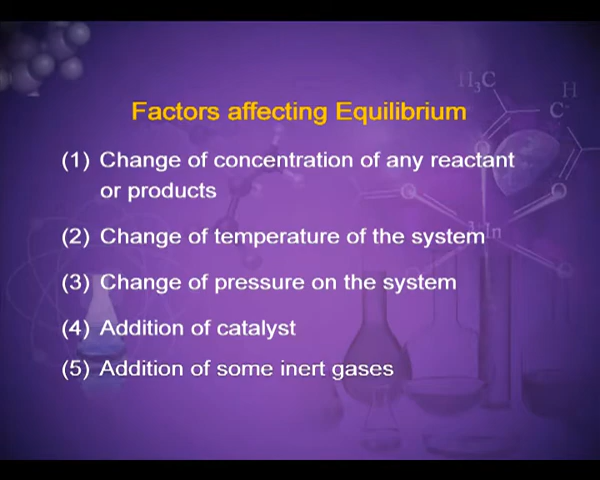 H₃C
H
C
Factors affecting Equilibrium
(1) Change of concentration of any reactant
or products
(2) Change of temperature of the system
(3) Change of pressure on the system
(4) Addition of catalyst
(5) Addition of some inert gases